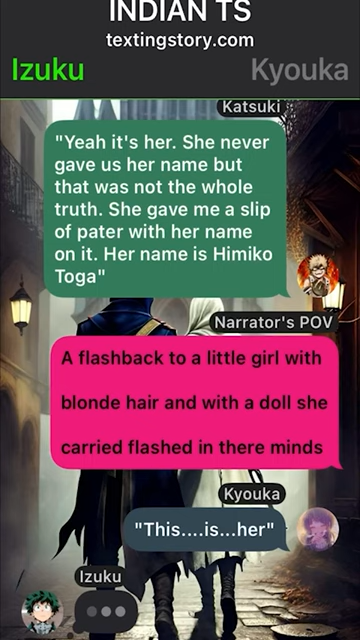 INDIAN TS
textingstory.com
Izuku Kyouka
Katsuki
"Yeah it's her. She never
gave us her name but
that was not the whole
truth. She gave me a slip
of pater with her name
on it. Her name is Himiko
Toga"
Narrator's POV
A flashback to a little girl with
blonde hair and with a doll she
carried flashed in there minds
Kyouka
"This....is...her"
Izuku